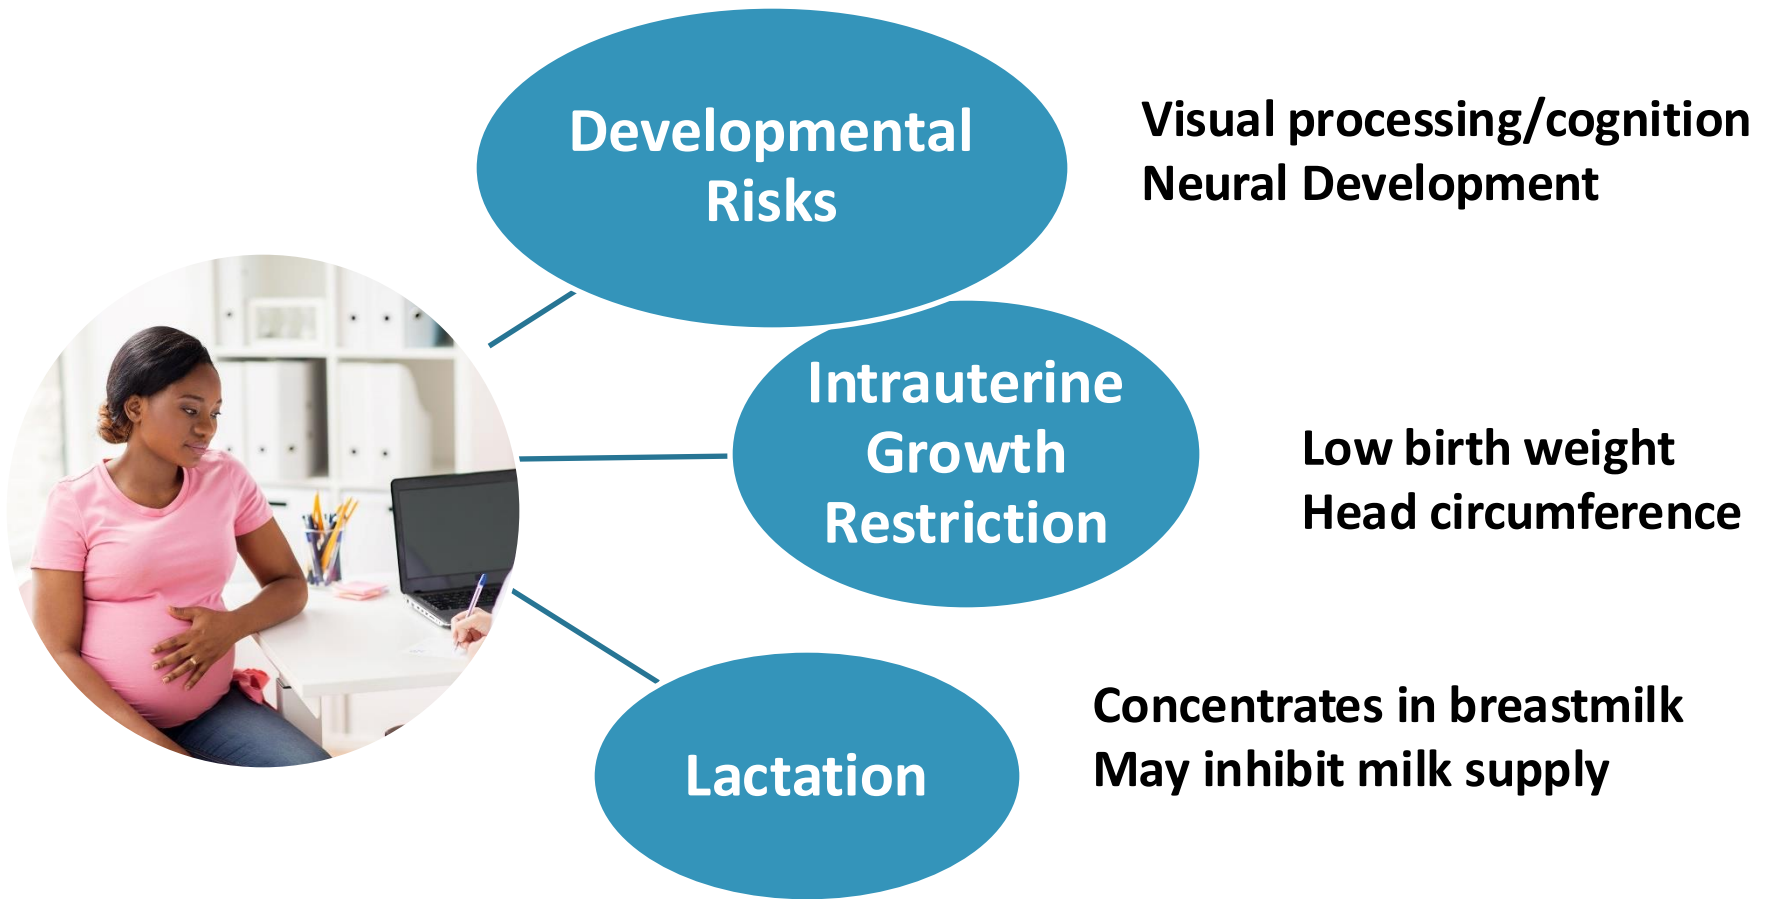 Developmental
Risks
Visual processing/cognition
Neural Development
Intrauterine
Growth
Restriction
Low birth weight
Head circumference
Lactation
Concentrates in breastmilk
May inhibit milk supply